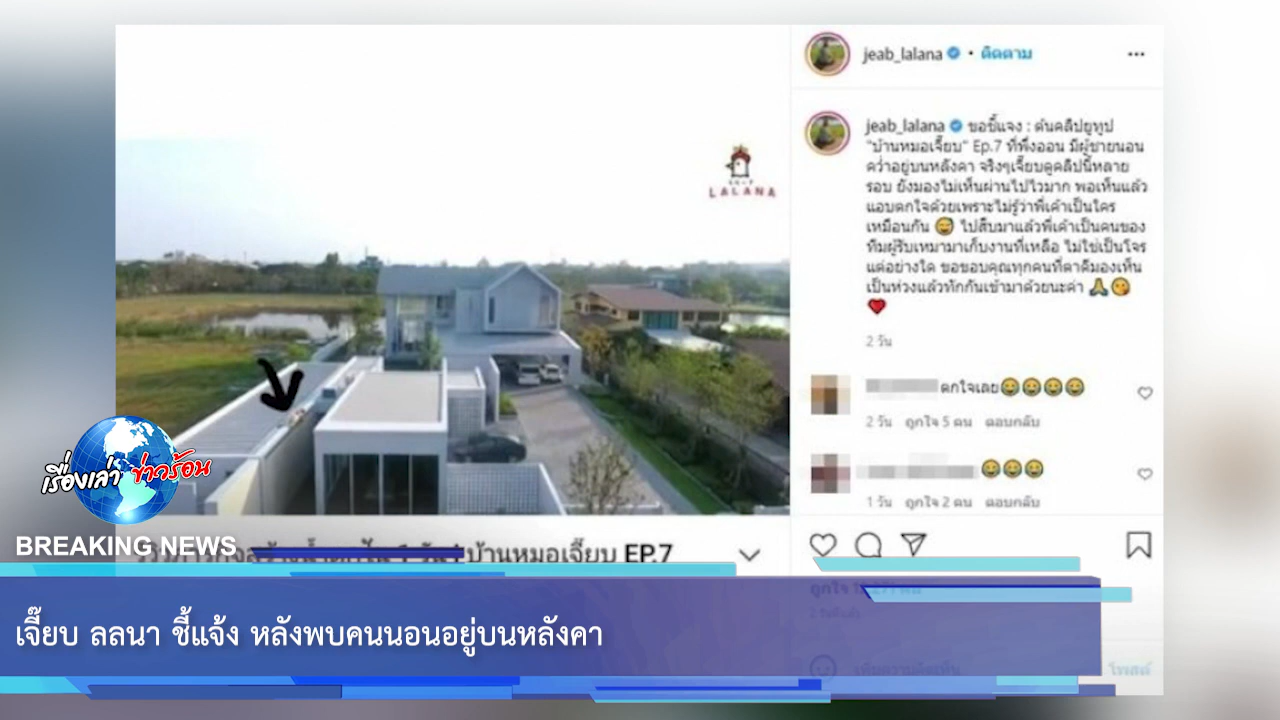 jeab_lalana • ติดตาม
LALANA
jeab_lalana ขอชี้แจง : ต้นคลิปยูทูป
"บ้านหมอเจี๊ยบ" Ep.7 ที่พึ่งออน มีผู้ชายนอน
คว่ำอยู่บนหลังคา จริงๆเจี๊ยบดูคลิปนี้หลาย
รอบ ยังมองไม่เห็นผ่านไปไวมาก พอเห็นแล้ว
แอบตกใจด้วยเพราะไม่รู้ว่าพี่เค้าเป็นใคร
เหมือนกัน 😅 ไปสืบมาแล้วพี่เค้าเป็นคนของ
ทีมผู้รับเหมามาเก็บงานที่เหลือ ไม่ใช่เป็นโจร
แต่อย่างใด ขอขอบคุณทุกคนที่ตาดีมองเห็น
เป็นห่วงแล้วทักกันเข้ามาด้วยนะค่า 🙏😋
❤️
2 วัน
ตกใจเลย😂😂😂😂
2 วัน ถูกใจ 5 คน ตอบกลับ
😂😂😂
1 วัน ถูกใจ 2 คน ตอบกลับ
เรื่องเล่า ข่าวร้อน
BREAKING NEWS
บ้านหมอเจี๊ยบ EP.7
เจี๊ยบ ลลนา ชี้แจ้ง หลังพบคนนอนอยู่บนหลังคา
เพิ่มความคิดเห็น
โพสต์